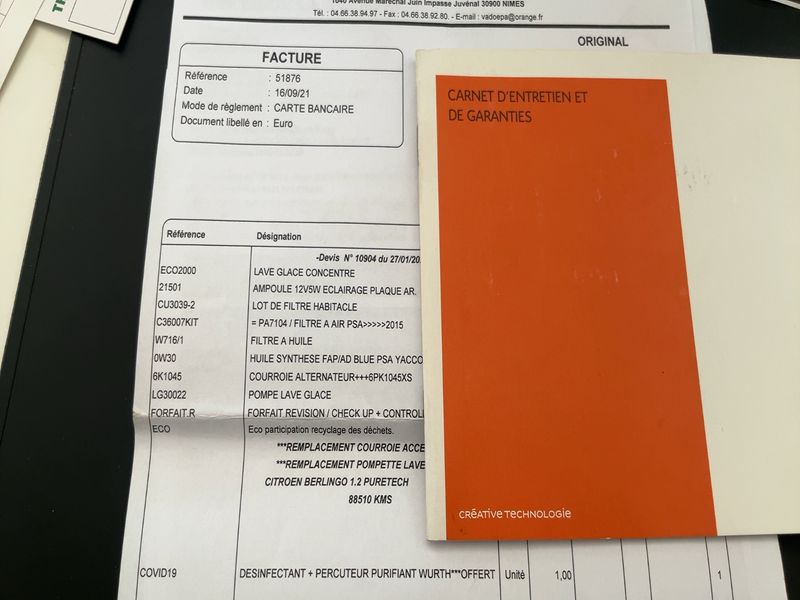 1040 Avenue Maréchal Juin Impasse Juvénal 30900 NIMES
Tél. : 04.66.38.94.97 - Fax : 04.66.38.92.80. - E-mail : vadoepa@orange.fr
ORIGINAL
FACTURE
Référence : 51876
Date : 16/09/21
Mode de règlement : CARTE BANCAIRE
Document libellé en : Euro
Référence Désignation
-Devis N° 10904 du 27/01/20
ECO2000 LAVE GLACE CONCENTRE
21501 AMPOULE 12V5W ECLAIRAGE PLAQUE AR.
CU3039-2 LOT DE FILTRE HABITACLE
C36007KIT = PA7104 / FILTRE A AIR PSA>>>>>2015
W716/1 FILTRE A HUILE
0W30 HUILE SYNTHESE FAP/AD BLUE PSA YACCO
6K1045 COURROIE ALTERNATEUR+++6PK1045XS
LG30022 POMPE LAVE GLACE
FORFAIT.R FORFAIT REVISION / CHECK UP + CONTROL
ECO Eco participation recyclage des déchets.
***REMPLACEMENT COURROIE ACCE
***REMPLACEMENT POMPETTE LAVE
CITROEN BERLINGO 1.2 PURETECH
88510 KMS
COVID19 DESINFECTANT + PERCUTEUR PURIFIANT WURTH***OFFERT Unité 1,00 1
CARNET D'ENTRETIEN ET
DE GARANTIES
CRÉATIVE TECHNOLOGIE